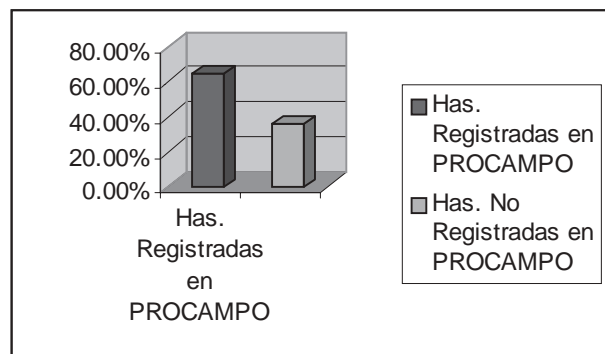 80.00%
60.00%
40.00%
20.00%
0.00%
Has.
Registradas
en
PROCAMPO
Has.
Registradas en
PROCAMPO
Has. No
Registradas en
PROCAMPO